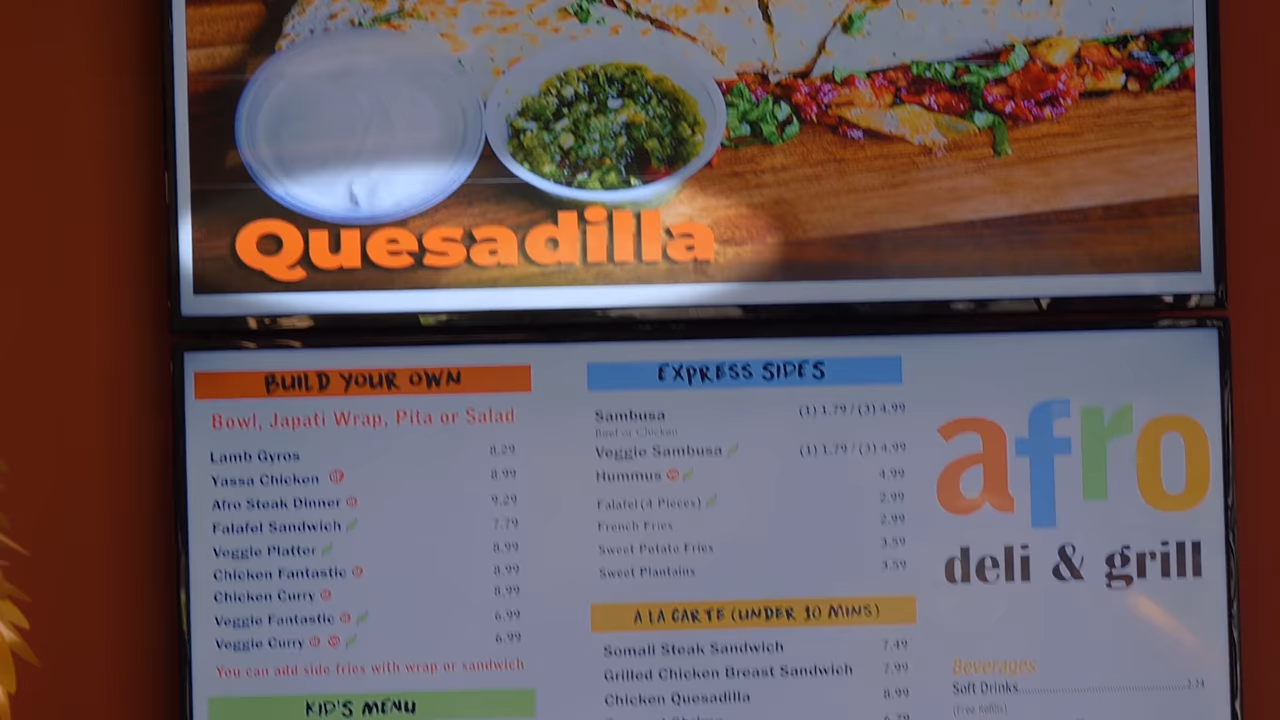 Quesadilla
BUILD YOUR OWN
Bowl, Japati Wrap, Pita or Salad
Lamb Gyros 8.29
Yassa Chicken 8.99
Afro Steak Dinner 9.29
Falafel Sandwich 7.79
Veggie Platter 8.99
Chicken Fantastic 8.99
Chicken Curry 8.99
Veggie Fantastic 6.99
Veggie Curry 6.99
You can add side fries with wrap or sandwich
KID'S MENU
EXPRESS SIDES
Sambusa (1) 1.79 / (3) 4.99
Beef or Chicken
Veggie Sambusa (1) 1.79 / (3) 4.99
Hummus 4.99
Falafel (4 Pieces) 2.99
French Fries 2.99
Sweet Potato Fries 3.59
Sweet Plantains 3.59
A LA CARTE (UNDER 10 MINS)
Somali Steak Sandwich 7.49
Grilled Chicken Breast Sandwich 7.99
Chicken Quesadilla 8.99
afro
deli & grill
Beverages
Soft Drinks 2.24
(Free Refills)